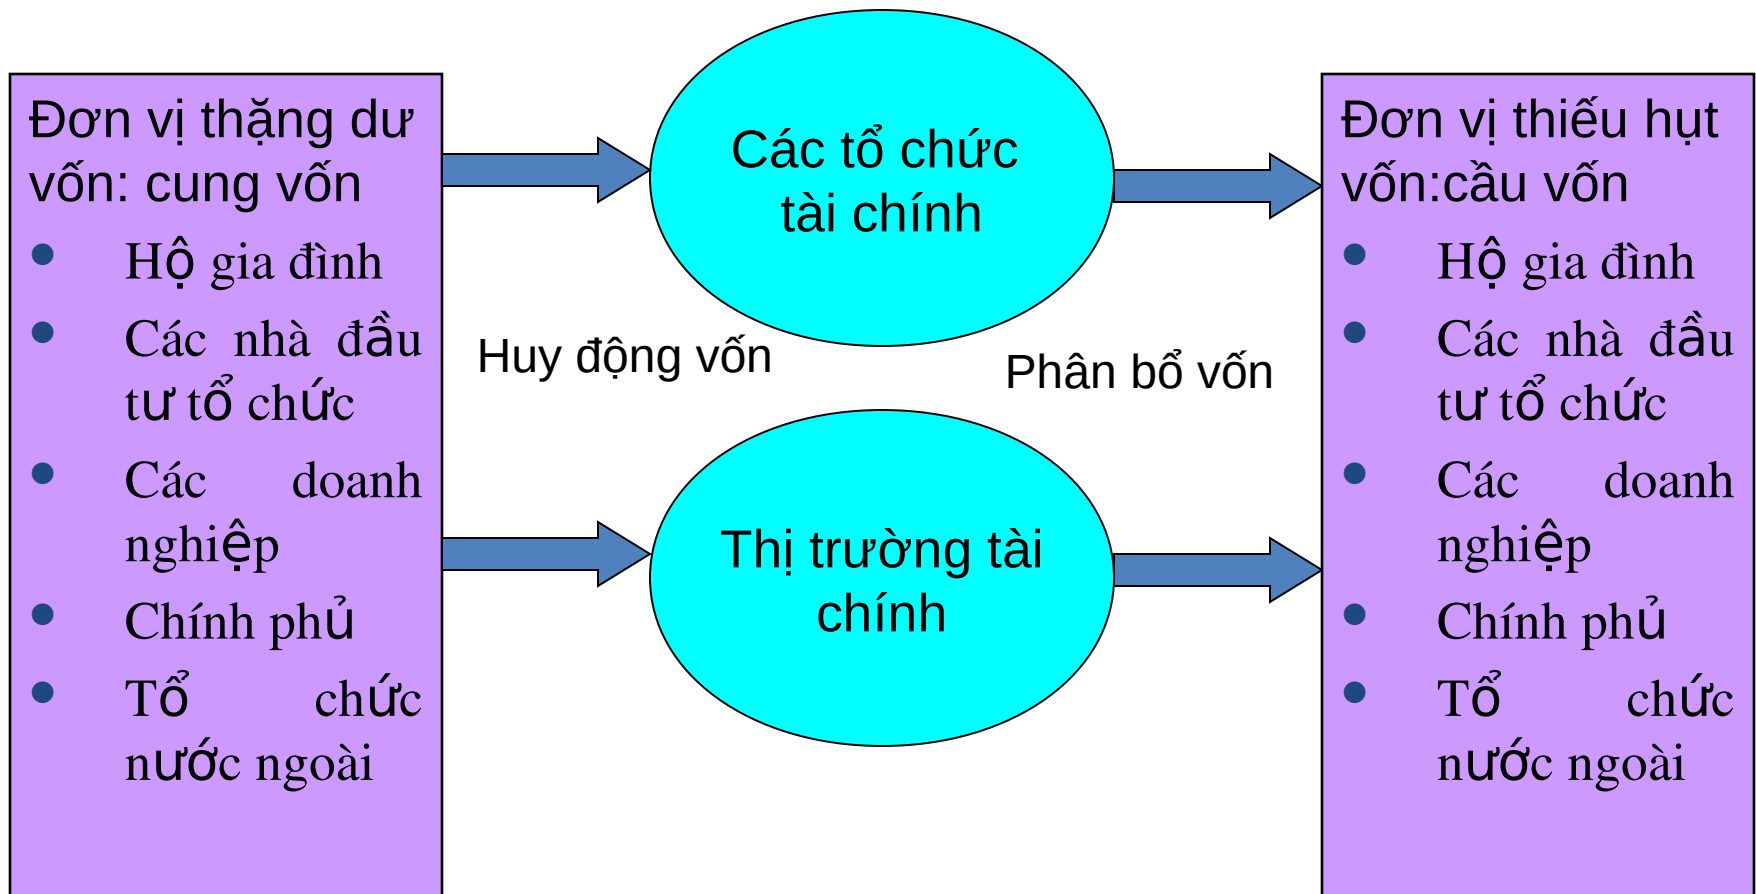 Đơn vị thặng dư
vốn: cung vốn
● Hộ gia đình
● Các nhà đầu
tư tổ chức
● Các doanh
nghiệp
● Chính phủ
● Tổ chức
nước ngoài
Các tổ chức
tài chính
Huy động vốn
Phân bổ vốn
Thị trường tài
chính
Đơn vị thiếu hụt
vốn:cầu vốn
● Hộ gia đình
● Các nhà đầu
tư tổ chức
● Các doanh
nghiệp
● Chính phủ
● Tổ chức
nước ngoài